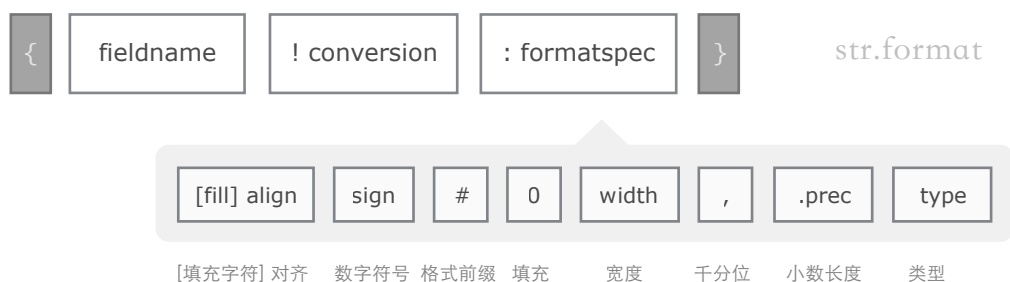 { fieldname ! conversion : formatspec } str.format
[fill] align sign # 0 width , .prec type
[填充字符] 对齐 数字符号 格式前缀 填充 宽度 千分位 小数长度 类型